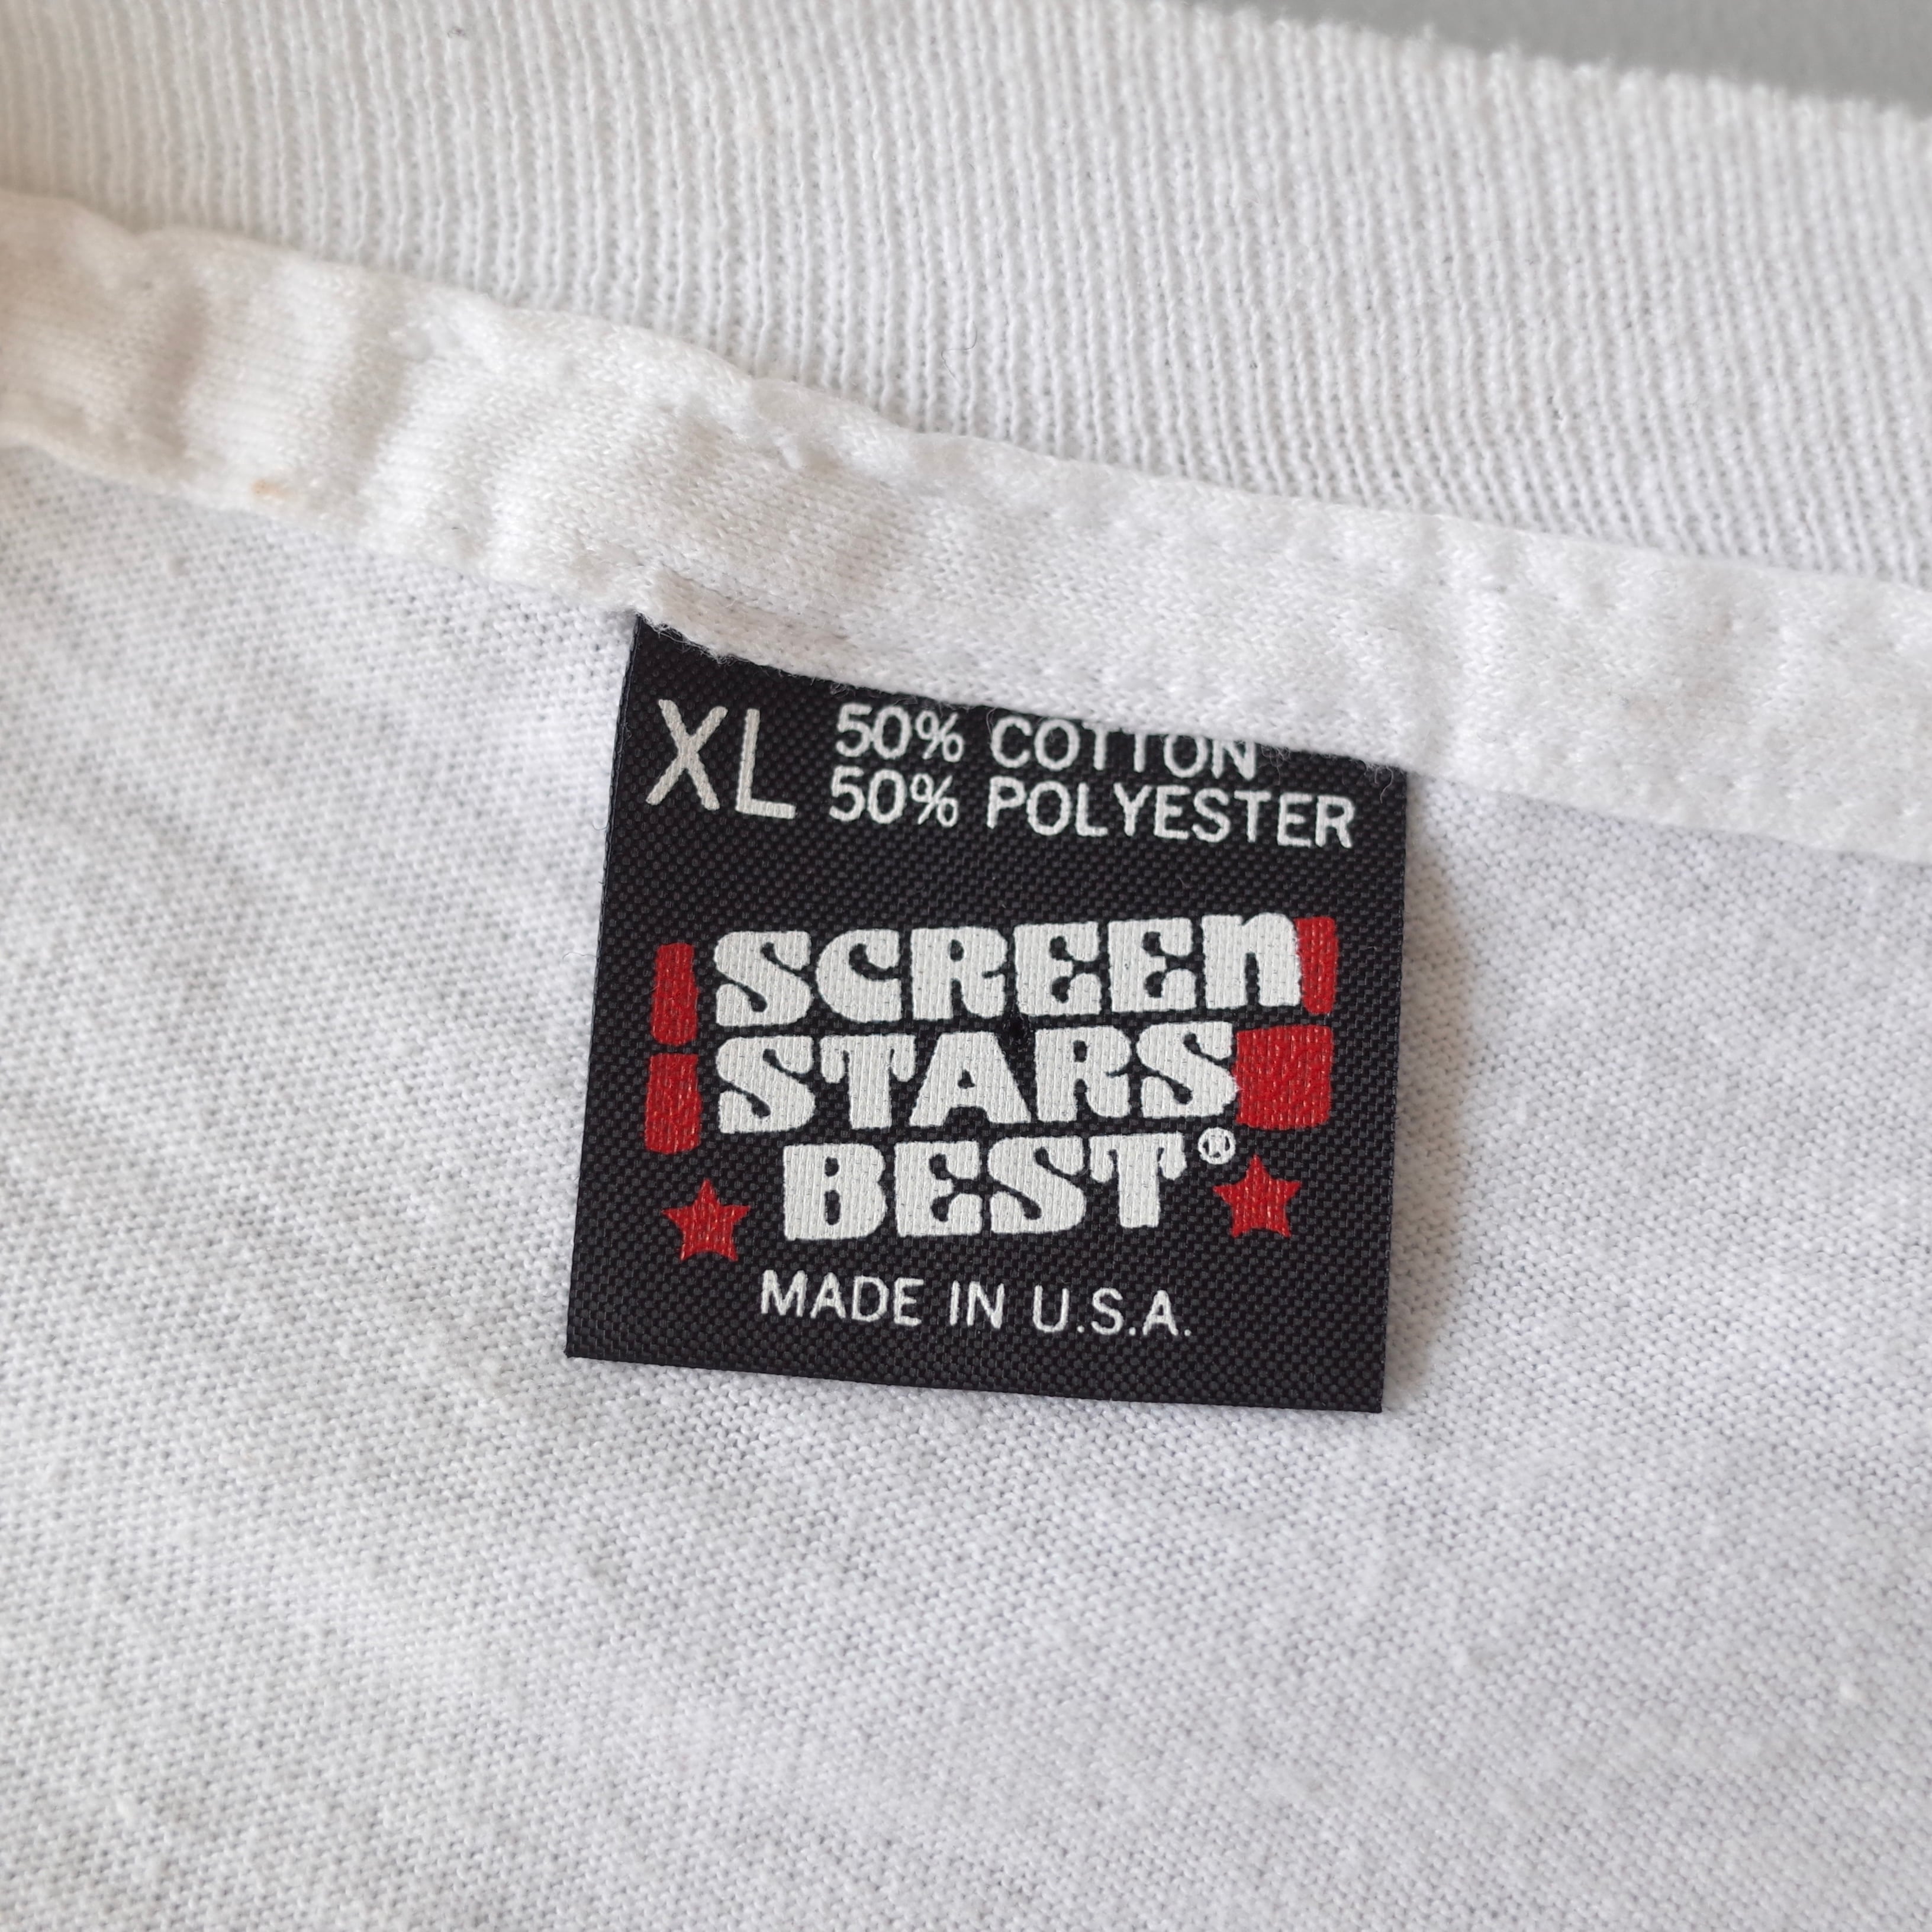 XL 50% COTTON
50% POLYESTER
SCREEN
STARS
BEST®
MADE IN U.S.A.